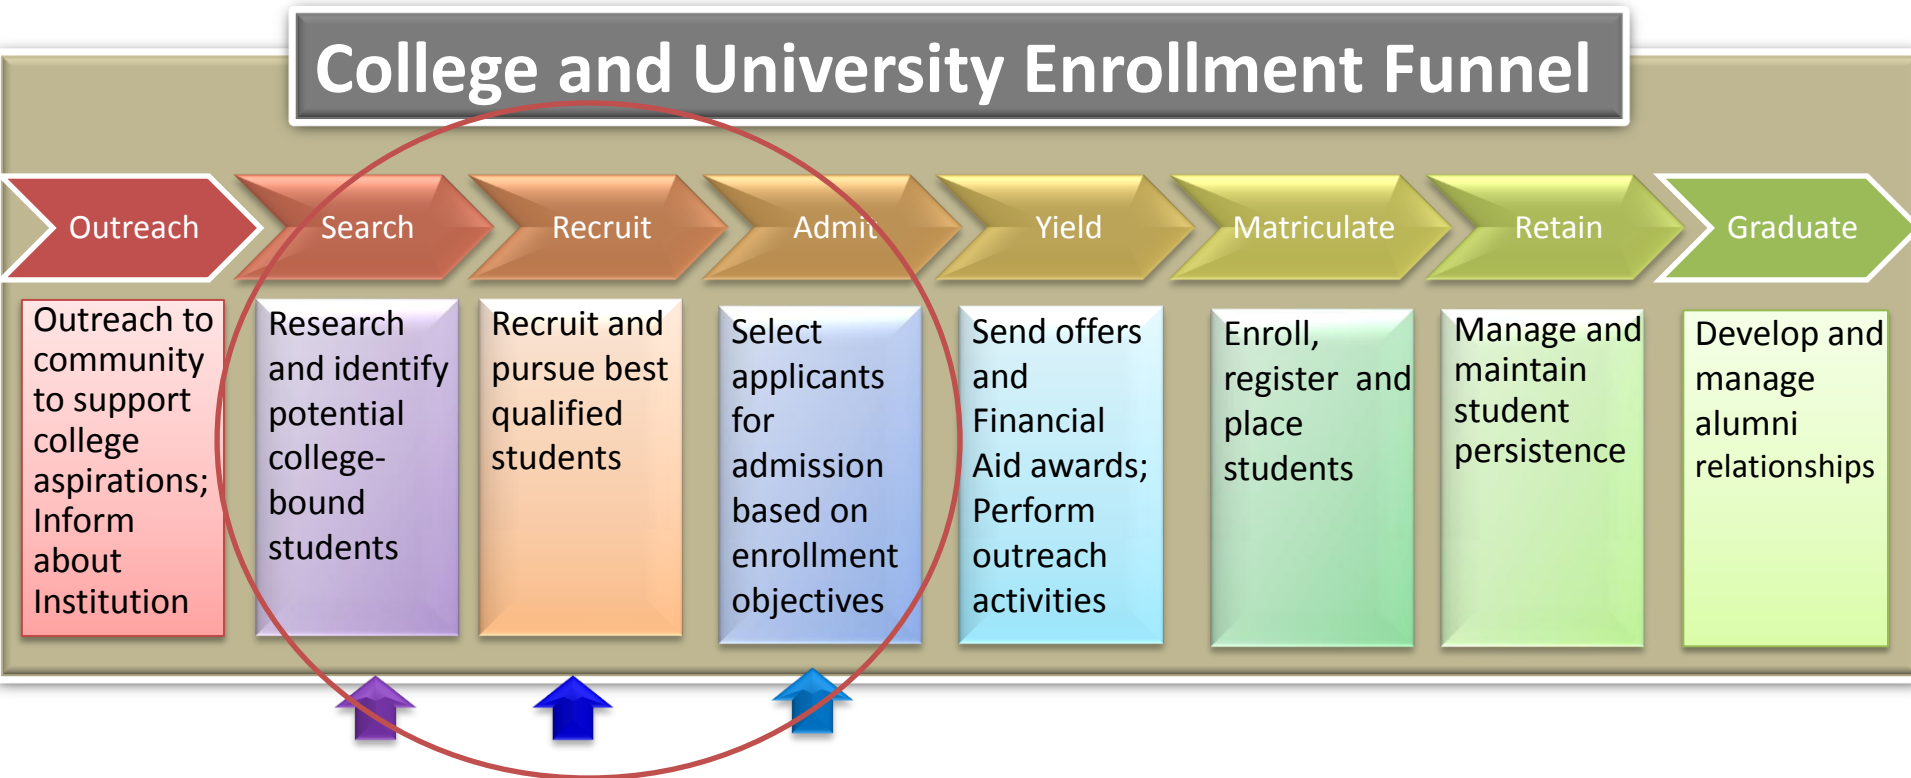 College and University Enrollment Funnel
Outreach
Search
Recruit
Admit
Yield
Matriculate
Retain
Graduate
Outreach to
community
to support
college
aspirations;
Inform
about
Institution
Research
and identify
potential
college-
bound
students
Recruit and
pursue best
qualified
students
Select
applicants
for
admission
based on
enrollment
objectives
Send offers
and
Financial
Aid awards;
Perform
outreach
activities
Enroll,
register and
place
students
Manage and
maintain
student
persistence
Develop and
manage
alumni
relationships